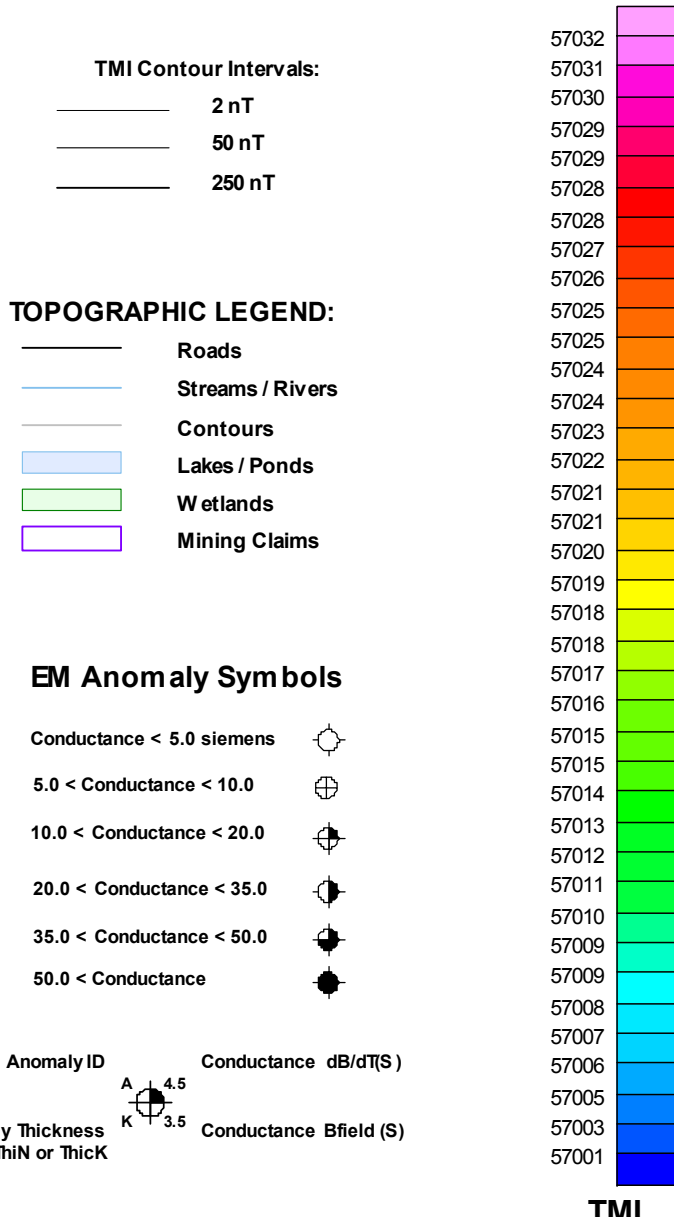 TMI Contour Intervals:
2 nT
50 nT
250 nT
TOPOGRAPHIC LEGEND:
Roads
Streams / Rivers
Contours
Lakes / Ponds
Wetlands
Mining Claims
EM Anomaly Symbols
Conductance < 5.0 siemens
5.0 < Conductance < 10.0
10.0 < Conductance < 20.0
20.0 < Conductance < 35.0
35.0 < Conductance < 50.0
50.0 < Conductance
Anomaly ID
A 4.5
Conductance dB/dT(S)
y Thickness
K 3.5
Conductance Bfield (S)
hiN or ThicK
57032
57031
57030
57029
57029
57028
57028
57027
57026
57025
57025
57024
57024
57023
57022
57021
57021
57020
57019
57018
57018
57017
57016
57015
57015
57014
57013
57012
57011
57010
57009
57009
57008
57007
57006
57005
57003
57001
TMI